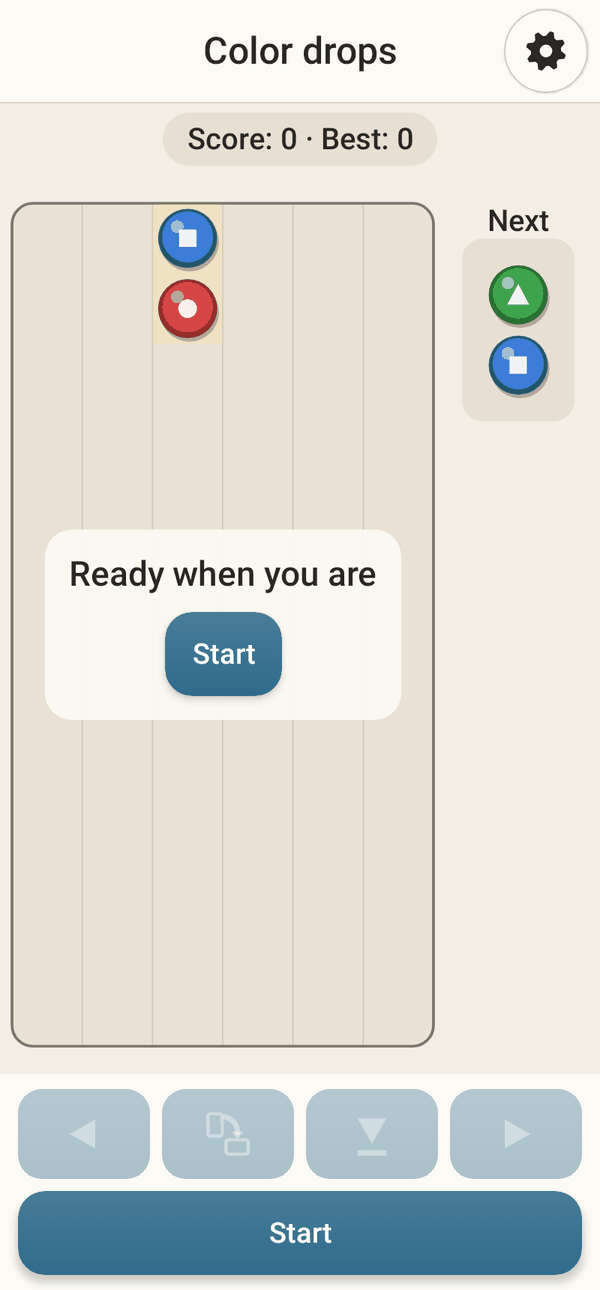 Color drops
Score: 0 · Best: 0
Next
Ready when you are
Start
Start